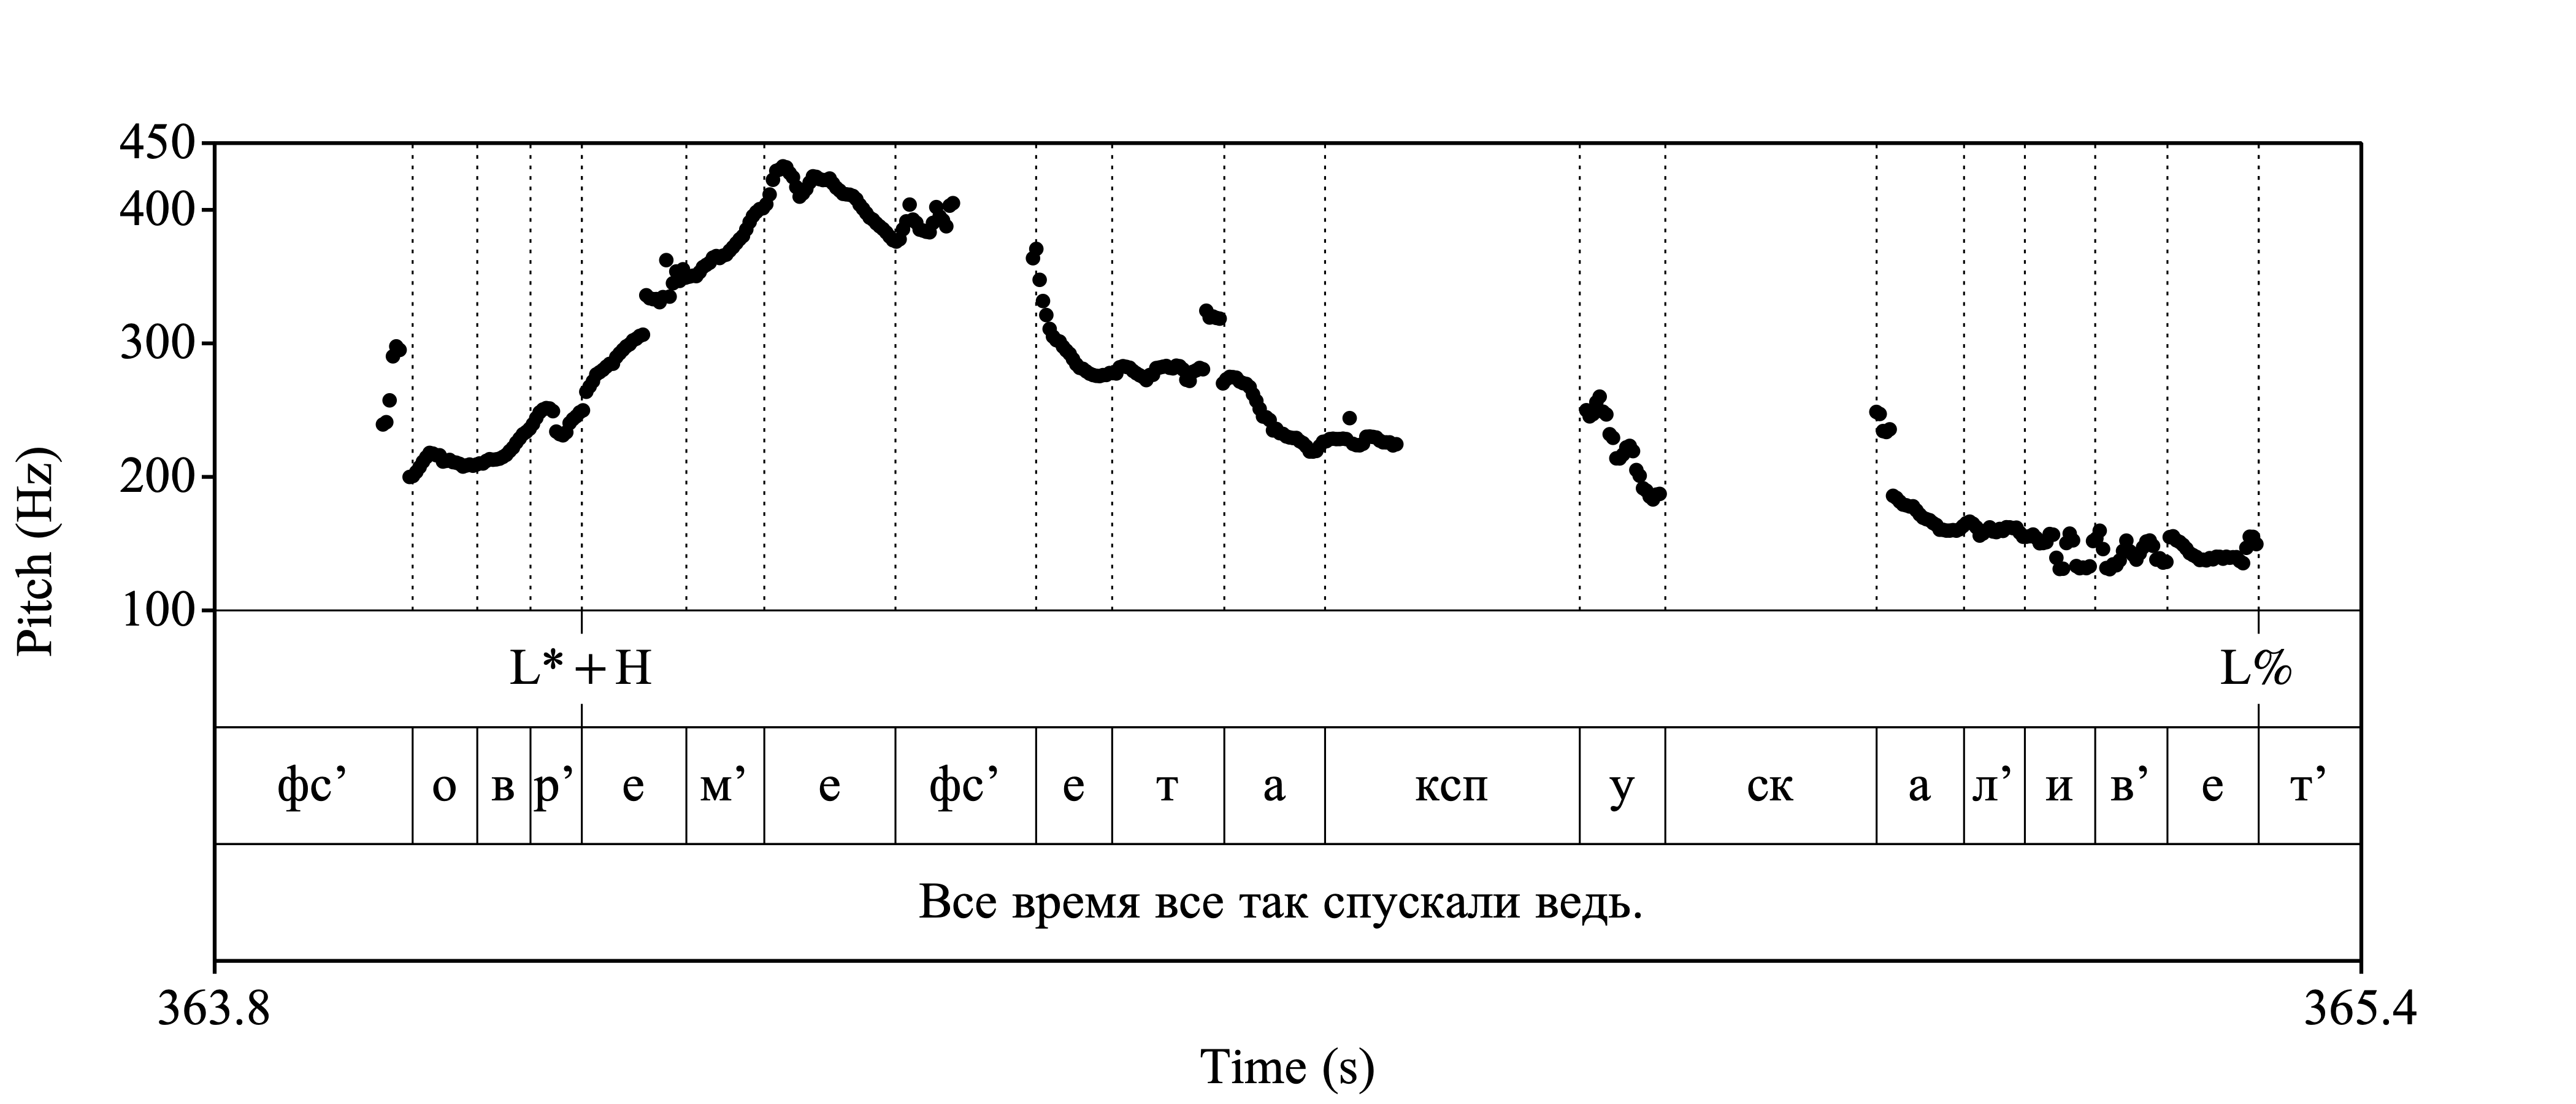 450
400
300
200
100
Pitch (Hz)
L*+H L%
фс’ о в р’ е м’ е фс’ е т а ксп у ск а л’ и в’ е т’
Все время все так спускали ведь.
363.8 365.4
Time (s)